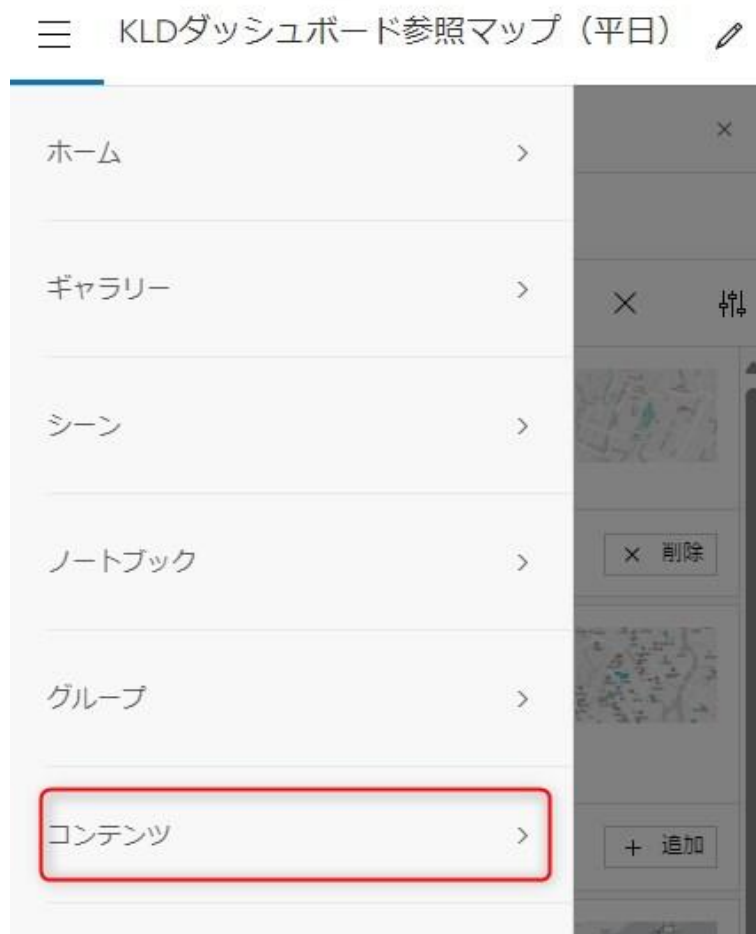 KLDダッシュボード参照マップ（平日）
ホーム
ギャラリー
シーン
ノートブック
削除
グループ
コンテンツ
追加